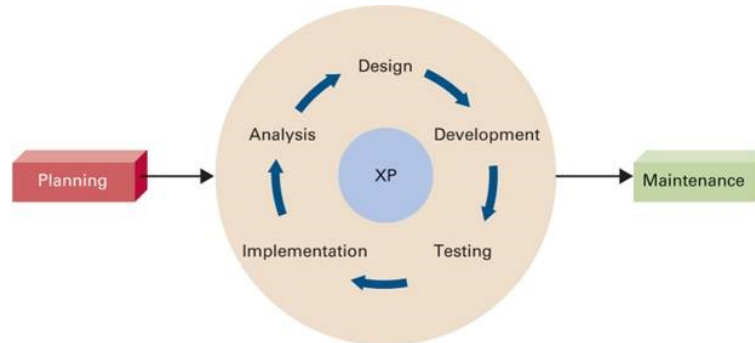 Design
Analysis
Development
Planning
XP
Maintenance
Implementation
Testing